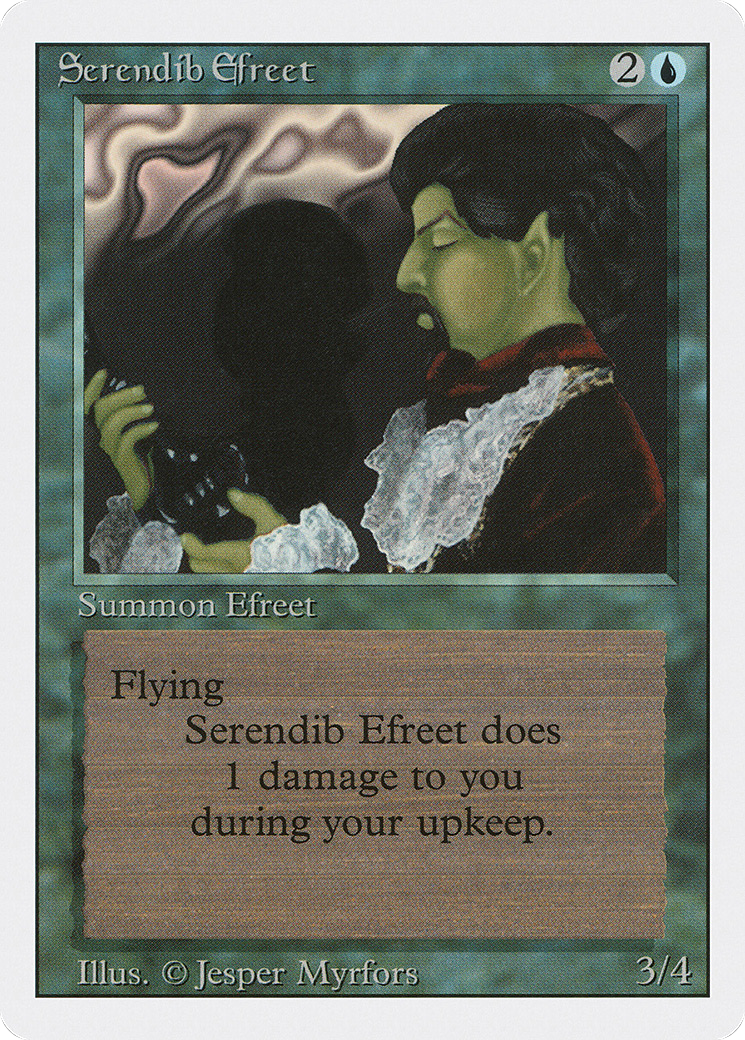 Serendib Efreet 2
Summon Efreet
Flying
Serendib Efreet does
1 damage to you
during your upkeep.
Illus. © Jesper Myrfors 3/4